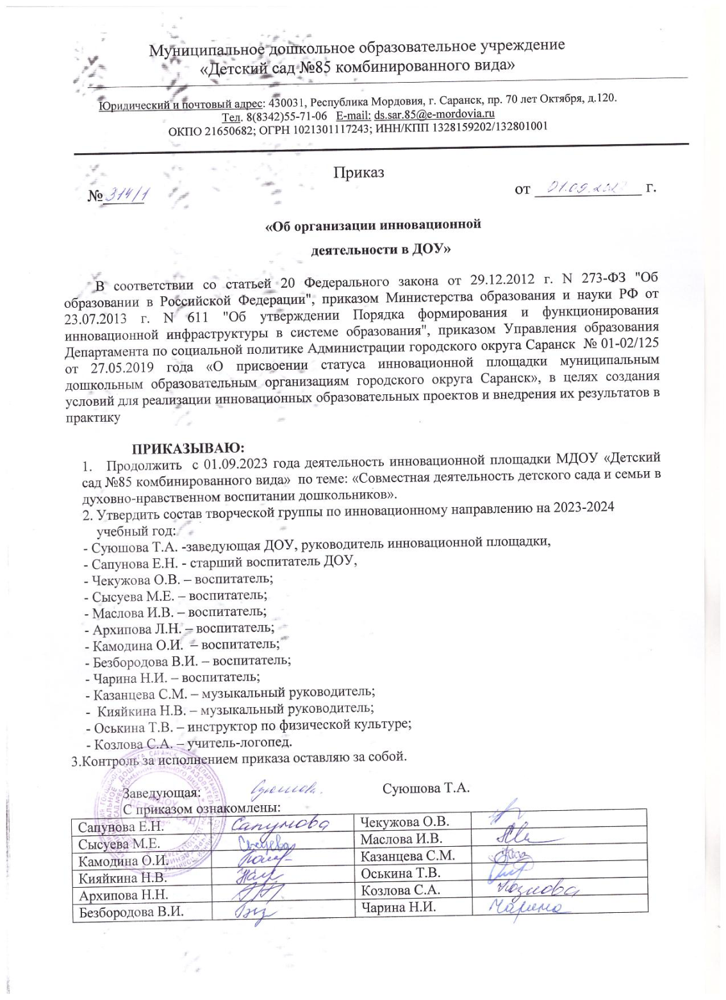 Муниципальное дошкольное образовательное учреждение
«Детский сад №85 комбинированного вида»
Юридический и почтовый адрес: 430031, Республика Мордовия, г. Саранск, пр. 70 лет Октября, д.120.
Тел. 8(8342)55-71-06 E-mail: ds.sar.85@e-mordovia.ru
ОКПО 21650682; ОГРН 1021301117243; ИНН/КПП 1328159202/132801001
Приказ
№ 314/1 от 01.09. г.
«Об организации инновационной
деятельности в ДОУ»
В соответствии со статьей 20 Федерального закона от 29.12.2012 г. N 273-ФЗ "Об
образовании в Российской Федерации", приказом Министерства образования и науки РФ от
23.07.2013 г. N 611 "Об утверждении Порядка формирования и функционирования
инновационной инфраструктуры в системе образования", приказом Управления образования
Департамента по социальной политике Администрации городского округа Саранск № 01-02/125
от 27.05.2019 года «О присвоении статуса инновационной площадки муниципальным
дошкольным образовательным организациям городского округа Саранск», в целях создания
условий для реализации инновационных образовательных проектов и внедрения их результатов в
практику
ПРИКАЗЫВАЮ:
1. Продолжить с 01.09.2023 года деятельность инновационной площадки МДОУ «Детский
сад №85 комбинированного вида» по теме: «Совместная деятельность детского сада и семьи в
духовно-нравственном воспитании дошкольников».
2. Утвердить состав творческой группы по инновационному направлению на 2023-2024
учебный год:
- Суюшова Т.А. -заведующая ДОУ, руководитель инновационной площадки,
- Сапунова Е.Н. - старший воспитатель ДОУ,
- Чекужова О.В. – воспитатель;
- Сысуева М.Е. – воспитатель;
- Маслова И.В. – воспитатель;
- Архипова Л.Н. – воспитатель;
- Камодина О.И. – воспитатель;
- Безбородова В.И. – воспитатель;
- Чарина Н.И. – воспитатель;
- Казанцева С.М. – музыкальный руководитель;
- Кияйкина Н.В. – музыкальный руководитель;
- Оськина Т.В. – инструктор по физической культуре;
- Козлова С.А. – учитель-логопед.
3.Контроль за исполнением приказа оставляю за собой.
Заведующая: Суюшова Суюшова Т.А.
С приказом ознакомлены:
Сапунова Е.Н. Сапунова Чекужова О.В.
Сысуева М.Е. Сысуева Маслова И.В.
Камодина О.И. Казанцева С.М.
Кияйкина Н.В. Оськина Т.В.
Архипова Н.Н. Козлова С.А. Козлова
Безбородова В.И. Чарина Н.И. Чарина